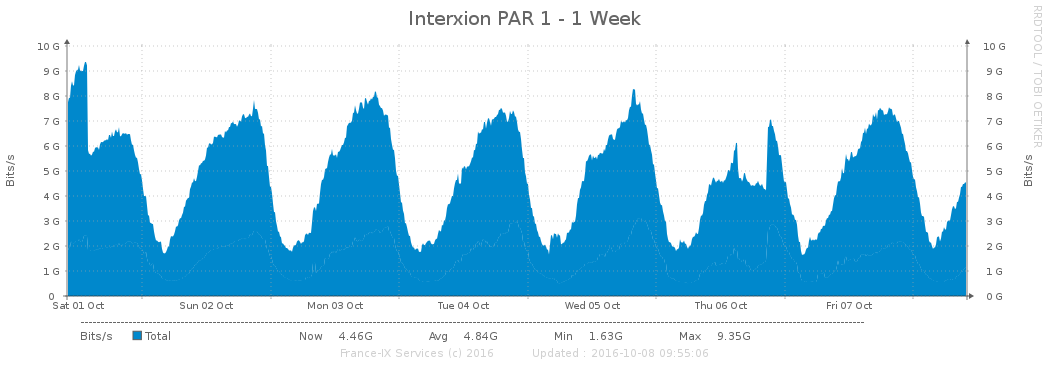 Interxion PAR 1 - 1 Week
RRDTOOL / TOBI OETIKER
Bits/s
10 G
9 G
8 G
7 G
6 G
5 G
4 G
3 G
2 G
1 G
0
10 G
9 G
8 G
7 G
6 G
5 G
4 G
3 G
2 G
1 G
0 G
Bits/s
Sat 01 Oct Sun 02 Oct Mon 03 Oct Tue 04 Oct Wed 05 Oct Thu 06 Oct Fri 07 Oct
Bits/s Total Now 4.46G Avg 4.84G Min 1.63G Max 9.35G
France-IX Services (c) 2016 Updated : 2016-10-08 09:55:06